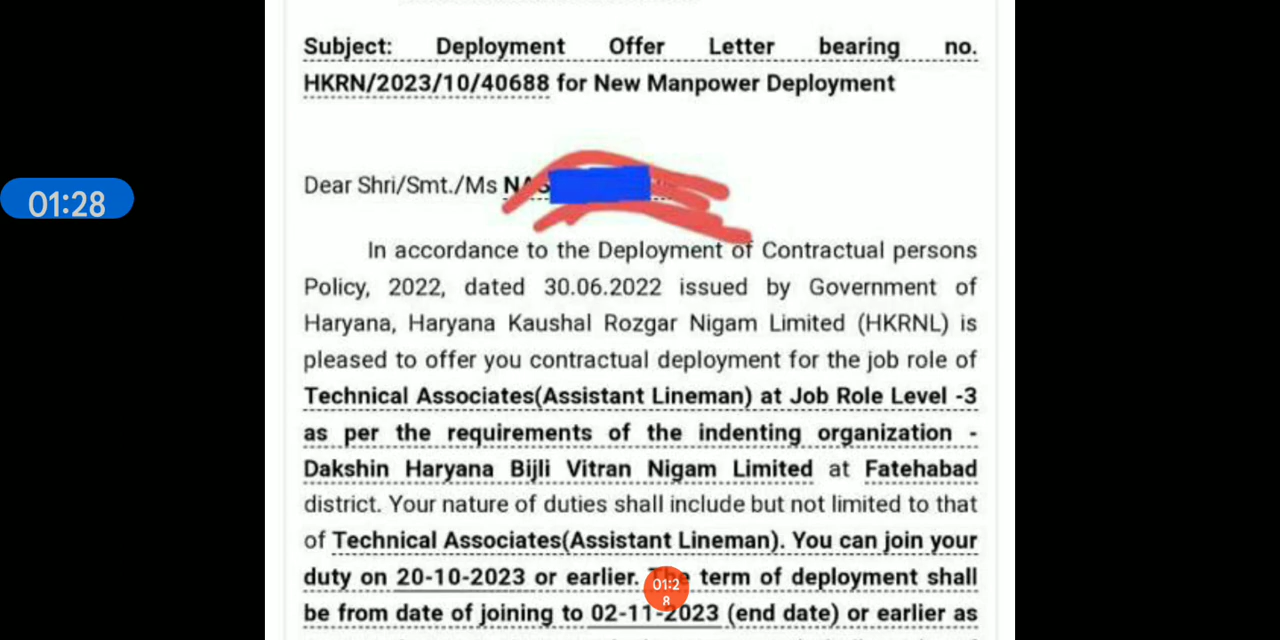 Subject: Deployment Offer Letter bearing no.
HKRN/2023/10/40688 for New Manpower Deployment
Dear Shri/Smt./Ms
In accordance to the Deployment of Contractual persons
Policy, 2022, dated 30.06.2022 issued by Government of
Haryana, Haryana Kaushal Rozgar Nigam Limited (HKRNL) is
pleased to offer you contractual deployment for the job role of
Technical Associates(Assistant Lineman) at Job Role Level -3
as per the requirements of the indenting organization -
Dakshin Haryana Bijli Vitran Nigam Limited at Fatehabad
district. Your nature of duties shall include but not limited to that
of Technical Associates(Assistant Lineman). You can join your
duty on 20-10-2023 or earlier. The term of deployment shall
be from date of joining to 02-11-2023 (end date) or earlier as
01:28
01:2
8